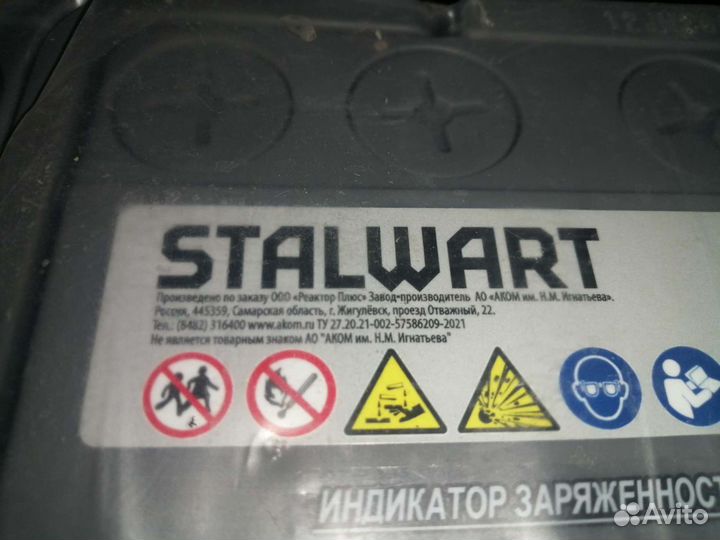 STALWART
Произведено по заказу ООО «Реактор Плюс» Завод-производитель АО «АКОМ им. Н.М. Игнатьева».
Россия, 445359, Самарская область, г. Жигулёвск, проезд Отважный, 22.
Тел.: (8482) 316400 www.akom.ru ТУ 27.20.21-002-57586209-2021
Не является товарным знаком АО "АКОМ им. Н.М. Игнатьева"
ИНДИКАТОР ЗАРЯЖЕННОСТ
Avito